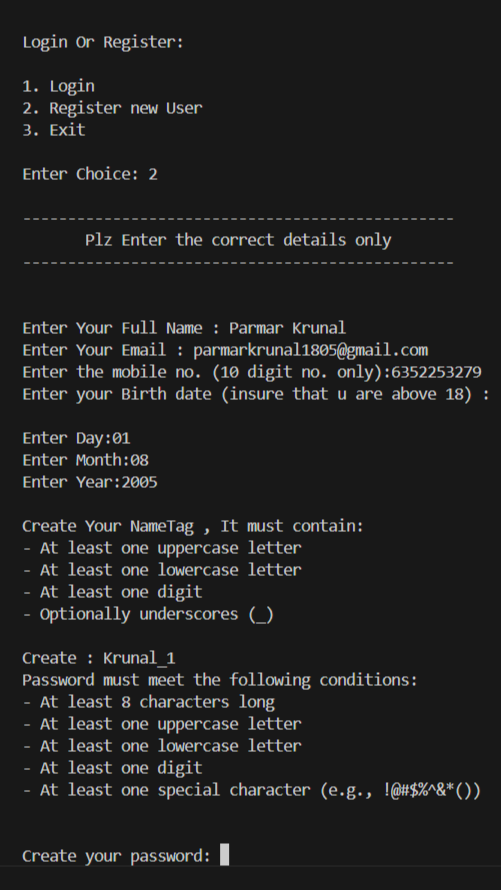 Login Or Register:
1. Login
2. Register new User
3. Exit
Enter Choice: 2
------------------------------------------------
Plz Enter the correct details only
------------------------------------------------
Enter Your Full Name : Parmar Krunal
Enter Your Email : parmarkrunal1805@gmail.com
Enter the mobile no. (10 digit no. only):6352253279
Enter your Birth date (insure that u are above 18) :
Enter Day:01
Enter Month:08
Enter Year:2005
Create Your NameTag , It must contain:
- At least one uppercase letter
- At least one lowercase letter
- At least one digit
- Optionally underscores (_)
Create : Krunal_1
Password must meet the following conditions:
- At least 8 characters long
- At least one uppercase letter
- At least one lowercase letter
- At least one digit
- At least one special character (e.g., !@#$%^&*())
Create your password: